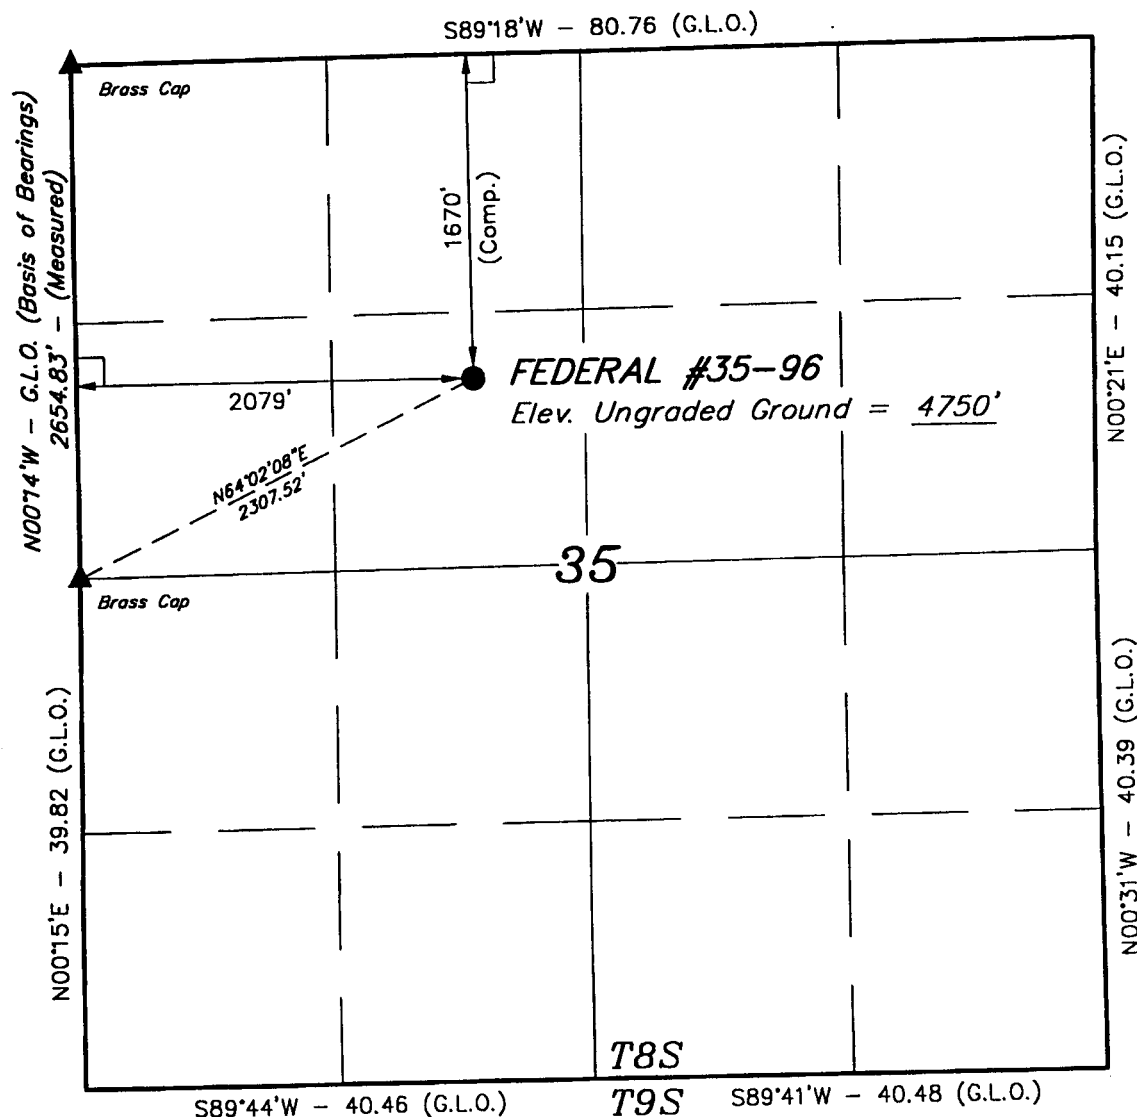 S89°18'W - 80.76 (G.L.O.)
Brass Cap
N00°14'W - G.L.O. (Basis of Bearings)
2654.83' - (Measured)
1670'
(Comp.)
N00°21'E - 40.15 (G.L.O.)
FEDERAL #35-96
Elev. Ungraded Ground = 4750'
2079'
N64°02'08"E
2307.52'
35
Brass Cap
N00°15'E - 39.82 (G.L.O.)
N00°31'W - 40.39 (G.L.O.)
T8S
T9S
S89°44'W - 40.46 (G.L.O.)
S89°41'W - 40.48 (G.L.O.)